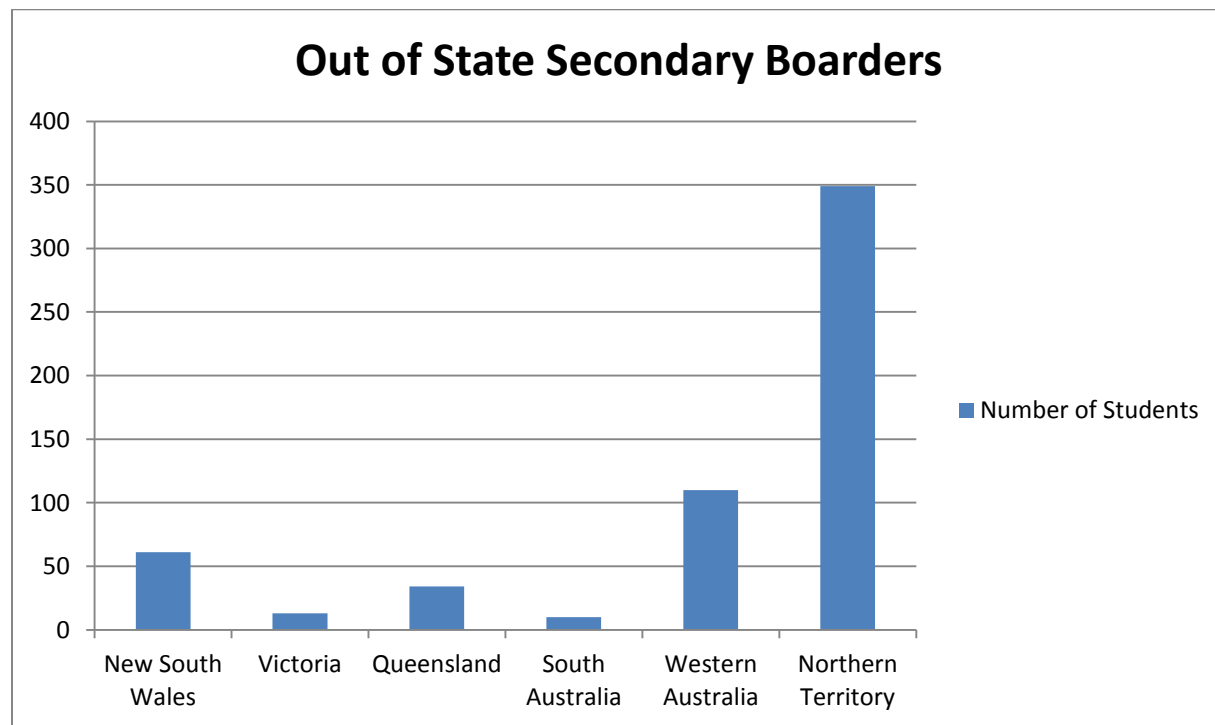 Out of State Secondary Boarders
400
350
300
250
200
150
100
50
0
New South
Wales
Victoria
Queensland
South
Australia
Western
Australia
Northern
Territory
Number of Students